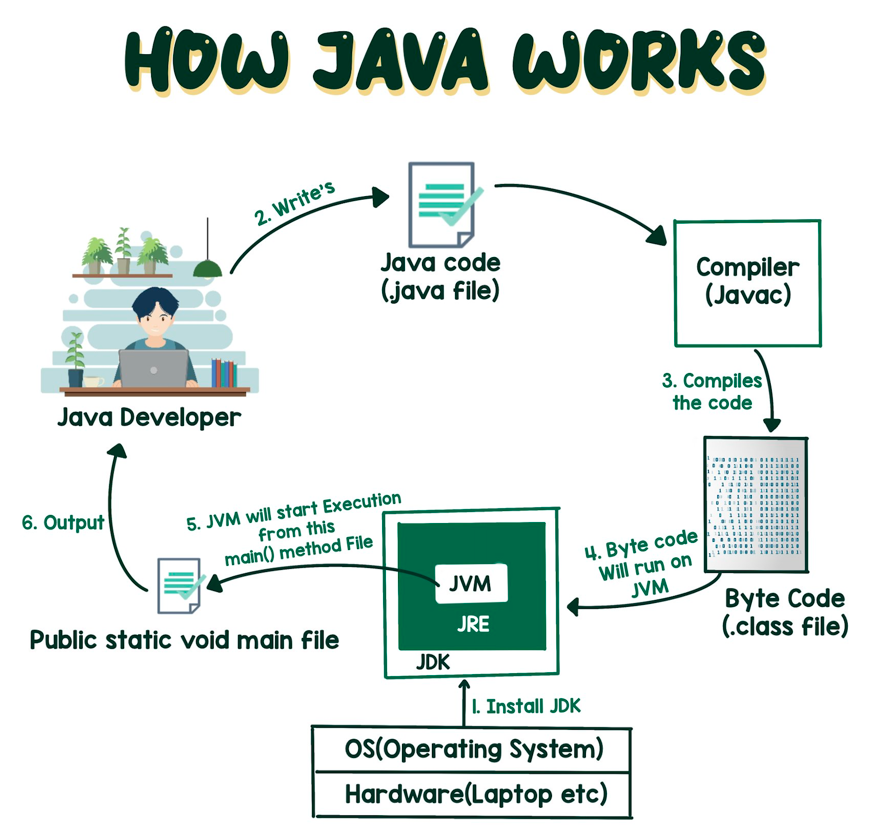 HOW JAVA WORKS
2. Write's
Java code
(.java file)
Compiler
(Javac)
3. Compiles
the code
Java Developer
6. Output
5. JVM will start Execution
from this
main() method File
4. Byte code
Will run on
JVM
JVM
JRE
JDK
Byte Code
(.class file)
Public static void main file
1. Install JDK
OS(Operating System)
Hardware(Laptop etc)